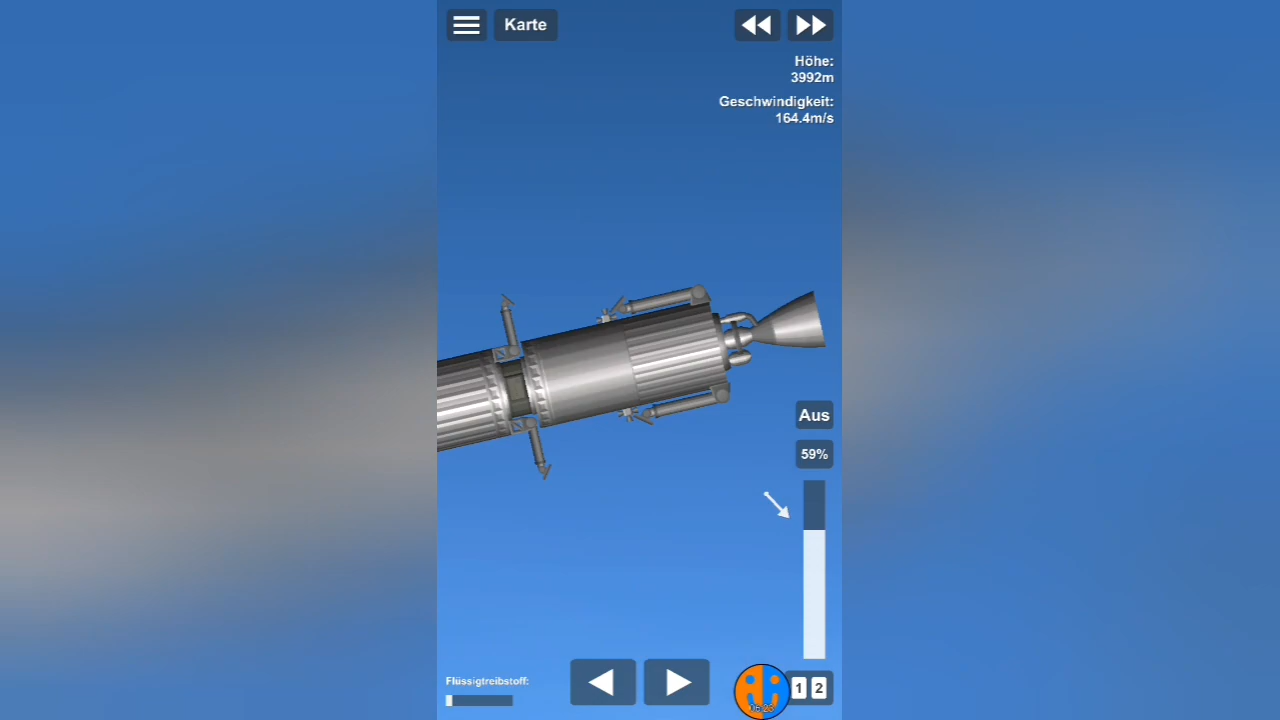 Karte
Höhe:
3992m
Geschwindigkeit:
164.4m/s
Aus
59%
Flüssigtreibstoff:
1 2